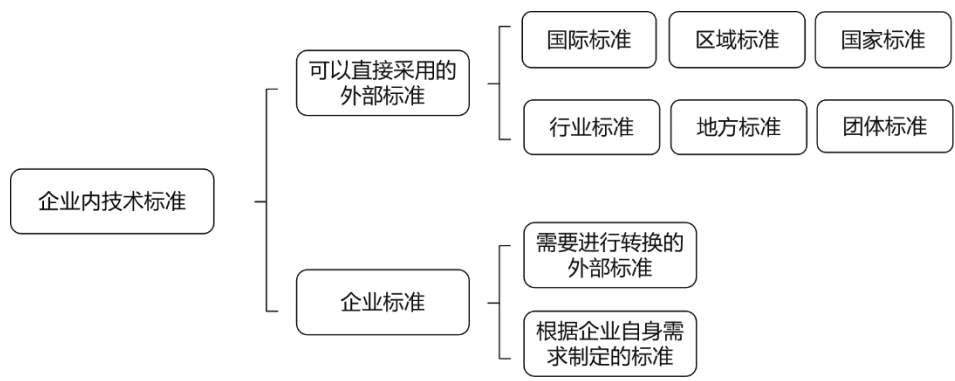 企业内技术标准
可以直接采用的
外部标准
国际标准
区域标准
国家标准
行业标准
地方标准
团体标准
企业标准
需要进行转换的
外部标准
根据企业自身需
求制定的标准